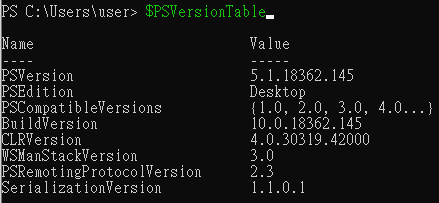 PS C:\Users\user> $PSVersionTable
Name Value
---- -----
PSVersion 5.1.18362.145
PSEdition Desktop
PSCompatibleVersions {1.0, 2.0, 3.0, 4.0...}
BuildVersion 10.0.18362.145
CLRVersion 4.0.30319.42000
WSManStackVersion 3.0
PSRemotingProtocolVersion 2.3
SerializationVersion 1.1.0.1